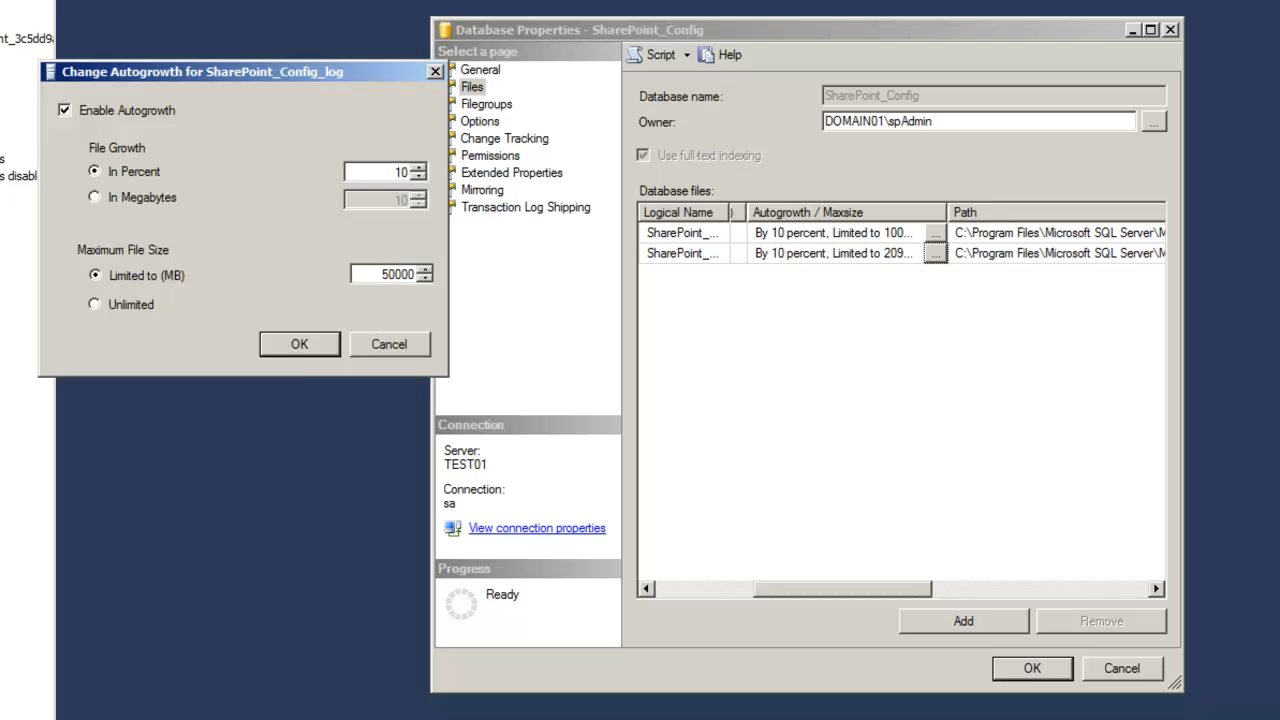 nt_3c5dd9a
s
s disabl
Change Autogrowth for SharePoint_Config_log
Enable Autogrowth
File Growth
In Percent
10
In Megabytes
10
Maximum File Size
Limited to (MB)
50000
Unlimited
OK
Cancel
Database Properties - SharePoint_Config
Select a page
General
Files
Filegroups
Options
Change Tracking
Permissions
Extended Properties
Mirroring
Transaction Log Shipping
Connection
Server:
TEST01
Connection:
sa
View connection properties
Progress
Ready
Script
Help
Database name:
SharePoint_Config
Owner:
DOMAIN01\spAdmin
...
Use full-text indexing
Database files:
Logical Name ) Autogrowth / Maxsize Path
SharePoint_... By 10 percent, Limited to 100... ... C:\Program Files\Microsoft SQL Server\M
SharePoint_... By 10 percent, Limited to 209... ... C:\Program Files\Microsoft SQL Server\M
Add
Remove
OK
Cancel